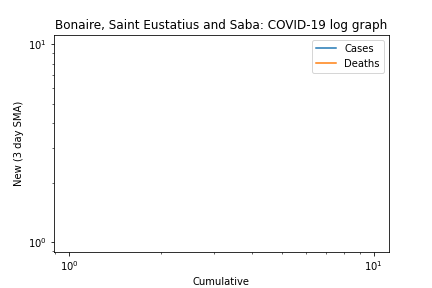 Bonaire, Saint Eustatius and Saba: COVID-19 log graph
Cases
Deaths
New (3 day SMA)
10¹
10⁰
10⁰
10¹
Cumulative